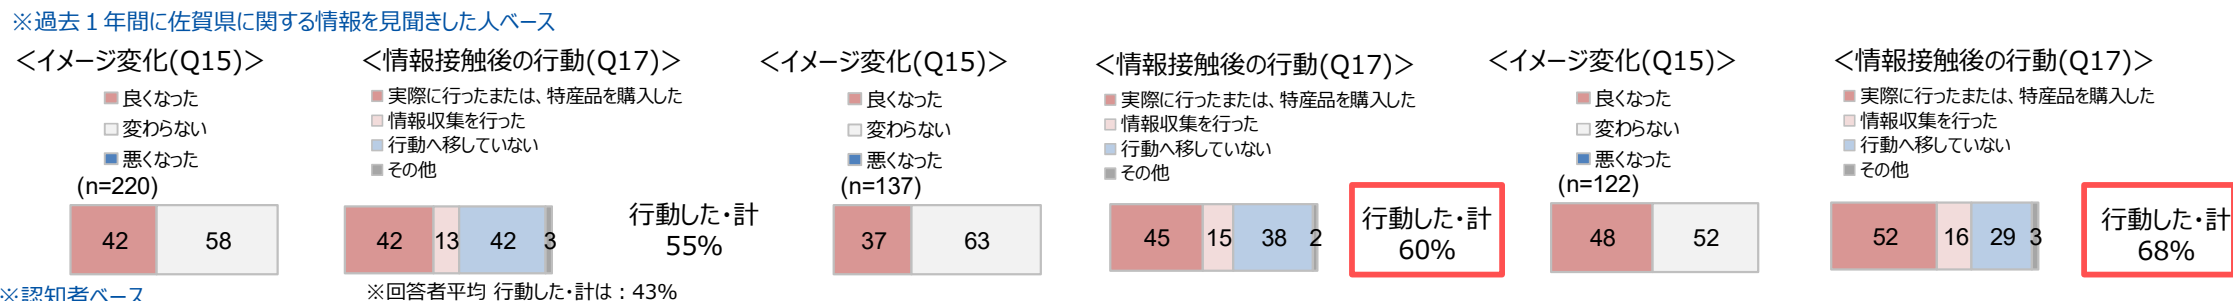 ※過去１年間に佐賀県に関する情報を見聞きした人ベース
＜イメージ変化(Q15)＞
良くなった
変わらない
悪くなった
(n=220)
42 58
＜情報接触後の行動(Q17)＞
実際に行ったまたは、特産品を購入した
情報収集を行った
行動へ移していない
その他
42 13 42 3
行動した・計
55%
＜イメージ変化(Q15)＞
良くなった
変わらない
悪くなった
(n=137)
37 63
＜情報接触後の行動(Q17)＞
実際に行ったまたは、特産品を購入した
情報収集を行った
行動へ移していない
その他
45 15 38 2
行動した・計
60%
＜イメージ変化(Q15)＞
良くなった
変わらない
悪くなった
(n=122)
48 52
＜情報接触後の行動(Q17)＞
実際に行ったまたは、特産品を購入した
情報収集を行った
行動へ移していない
その他
52 16 29 3
行動した・計
68%
※認知者ベース
※回答者平均 行動した・計は：43%